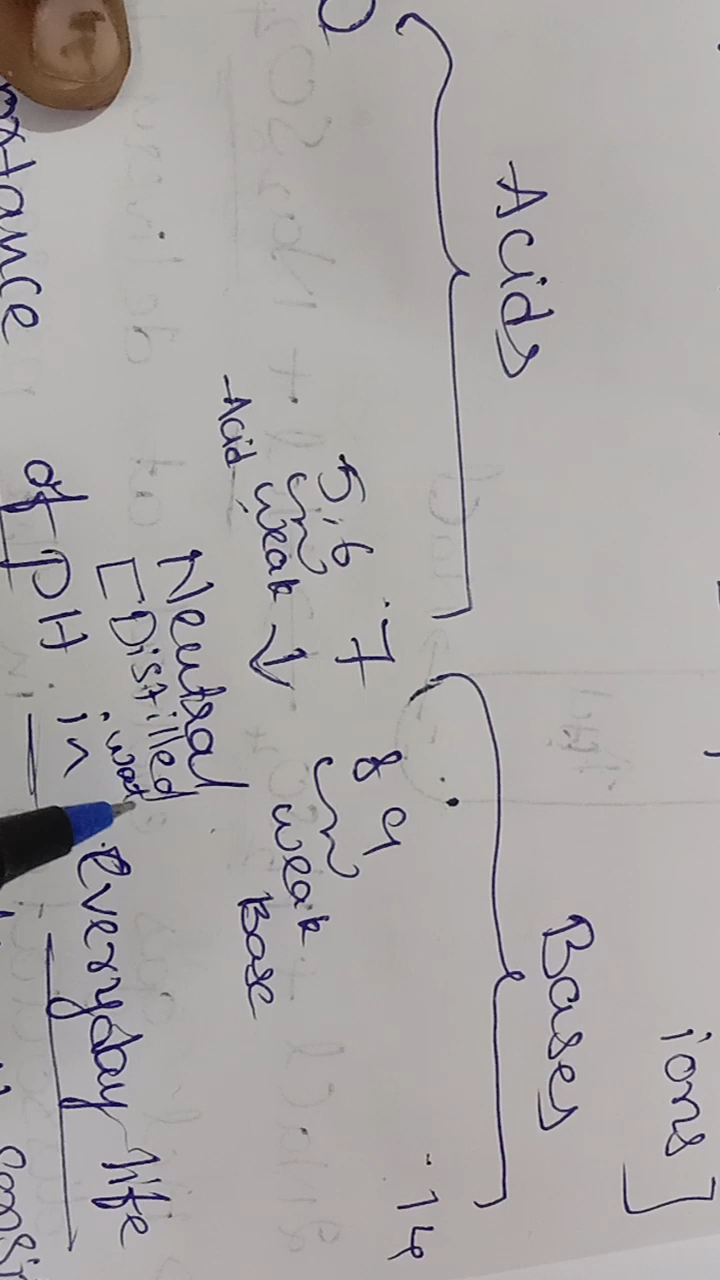 ions]
Acids Bases
0 5,6 7 8 9 14
weak Acid weak Base
Neutral
[Distilled
of PH in everyday life